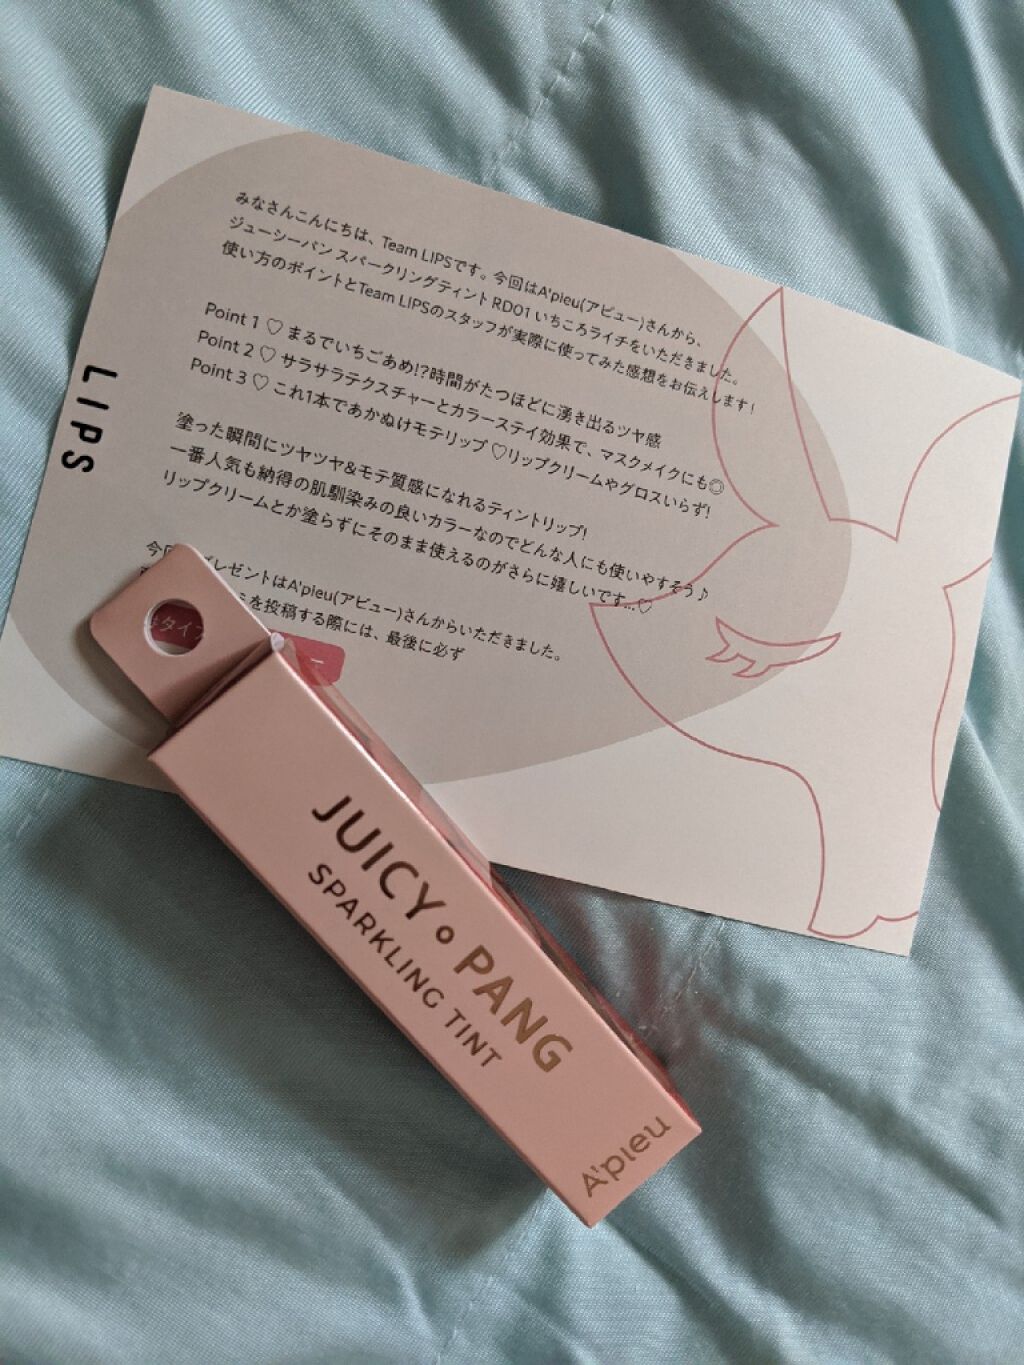 みなさんこんにちは、Team LIPSです。今回はA'pieu(アピュー)さんから、
ジューシーパン スパークリングティント RD01 いちころライチをいただきました。
使い方のポイントとTeam LIPSのスタッフが実際に使ってみた感想をお伝えします！
Point 1 ♡ まるでいちごあめ!?時間がたつほどに湧き出るツヤ感
Point 2 ♡ サラサラテクスチャーとカラーステイ効果で、マスクメイクにも◎
Point 3 ♡ これ1本であかぬけモテリップ♡リップクリームやグロスいらず!
塗った瞬間にツヤツヤ&モテ質感になれるティントリップ!
一番人気も納得の肌馴染みの良いカラーなのでどんな人にも使いやすそう♪
リップクリームとか塗らずにそのまま使えるのがさらに嬉しいです...♡
今回 プレゼントはA'pieu(アピュー)さんからいただきました。
を投稿する際には、最後に必ず
タイ
LIPS
JUICY PANG
SPARKLING TINT
A'pieu